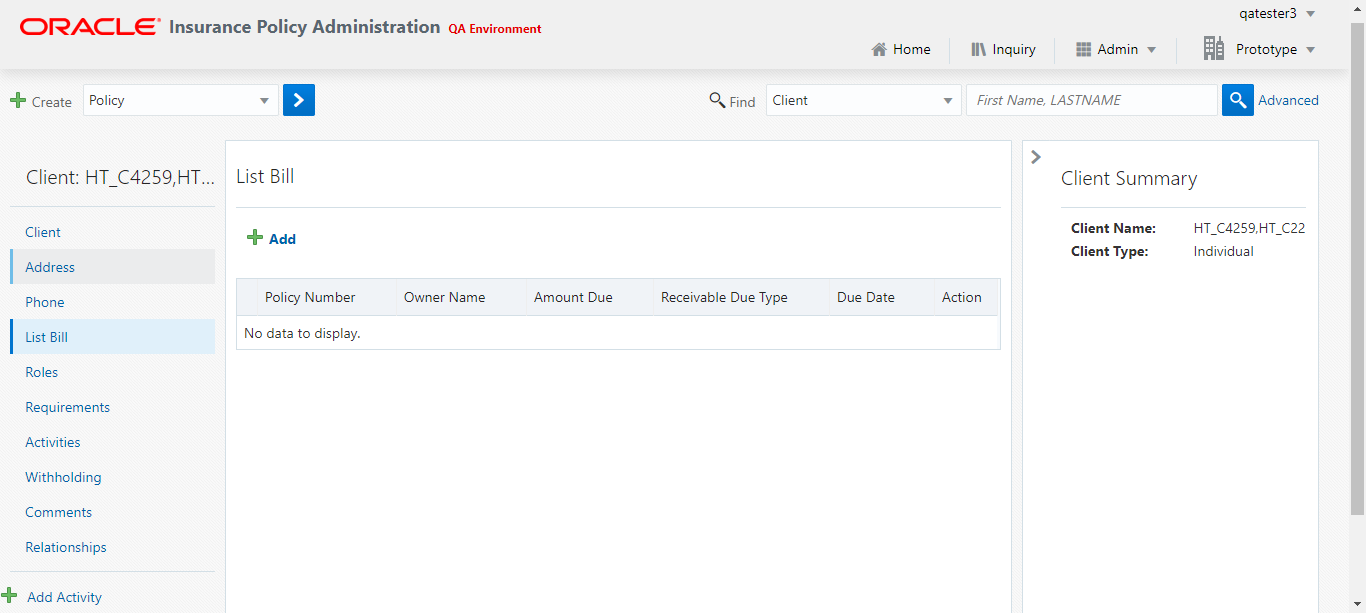 ORACLE Insurance Policy Administration QA Environment
qatester3
Home Inquiry Admin Prototype
Create Policy
Find Client First Name, LASTNAME Advanced
Client: HT_C4259,HT...
Client
Address
Phone
List Bill
Roles
Requirements
Activities
Withholding
Comments
Relationships
Add Activity
List Bill
Add
Policy Number Owner Name Amount Due Receivable Due Type Due Date Action
No data to display.
Client Summary
Client Name: HT_C4259,HT_C22
Client Type: Individual